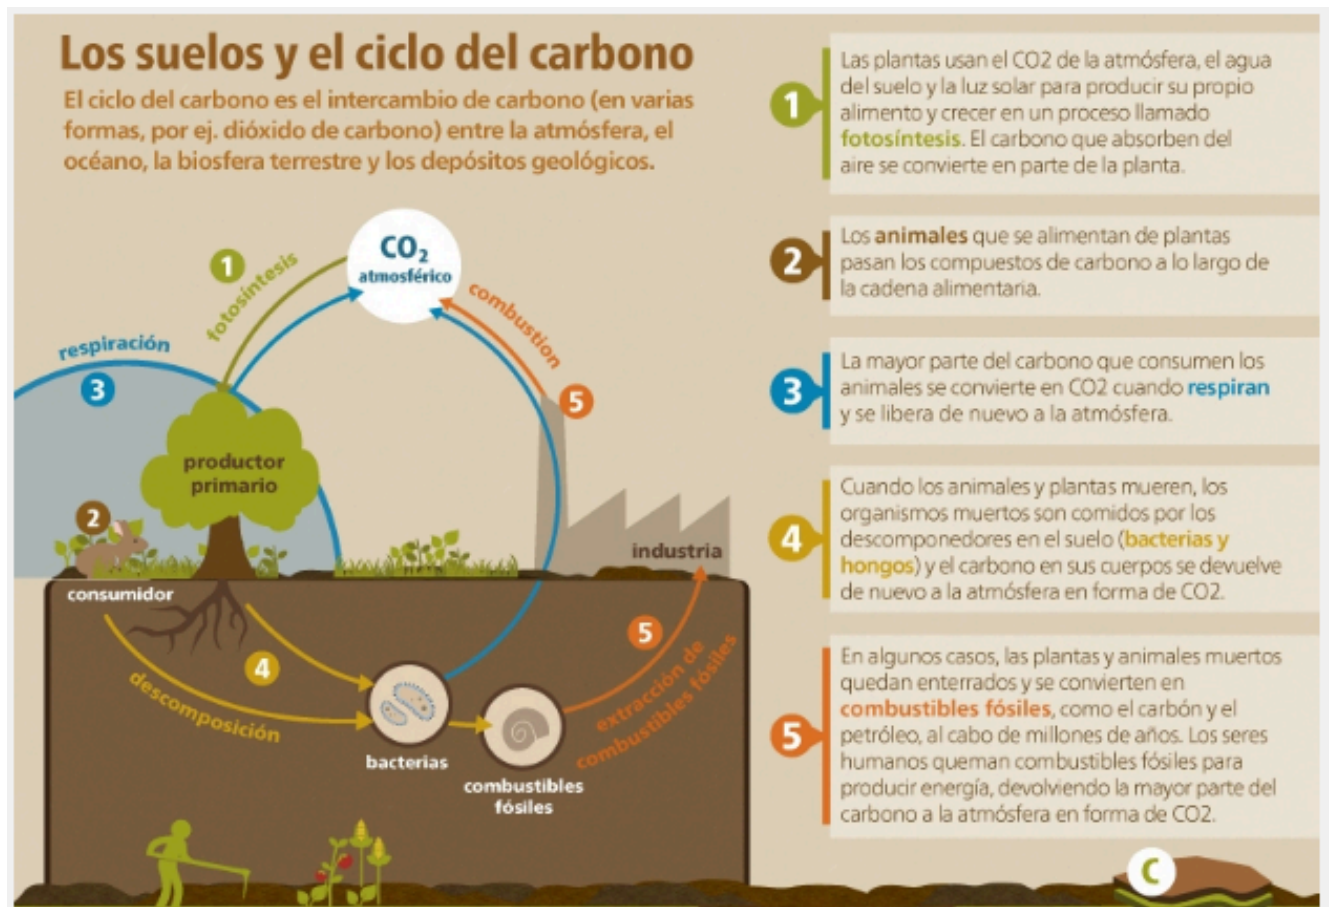 Los suelos y el ciclo del carbono
El ciclo del carbono es el intercambio de carbono (en varias
formas, por ej. dióxido de carbono) entre la atmósfera, el
océano, la biosfera terrestre y los depósitos geológicos.
CO₂
atmosférico
1
fotosíntesis
combustion
respiración
3
5
productor
primario
2
industria
consumidor
5
4
descomposición
extracción de
combustibles fósiles
bacterias
combustibles
fósiles
1
Las plantas usan el CO2 de la atmósfera, el agua
del suelo y la luz solar para producir su propio
alimento y crecer en un proceso llamado
fotosíntesis. El carbono que absorben del
aire se convierte en parte de la planta.
2
Los animales que se alimentan de plantas
pasan los compuestos de carbono a lo largo de
la cadena alimentaria.
3
La mayor parte del carbono que consumen los
animales se convierte en CO2 cuando respiran
y se libera de nuevo a la atmósfera.
4
Cuando los animales y plantas mueren, los
organismos muertos son comidos por los
descomponedores en el suelo (bacterias y
hongos) y el carbono en sus cuerpos se devuelve
de nuevo a la atmósfera en forma de CO2.
5
En algunos casos, las plantas y animales muertos
quedan enterrados y se convierten en
combustibles fósiles, como el carbón y el
petróleo, al cabo de millones de años. Los seres
humanos queman combustibles fósiles para
producir energía, devolviendo la mayor parte del
carbono a la atmósfera en forma de CO2.
C